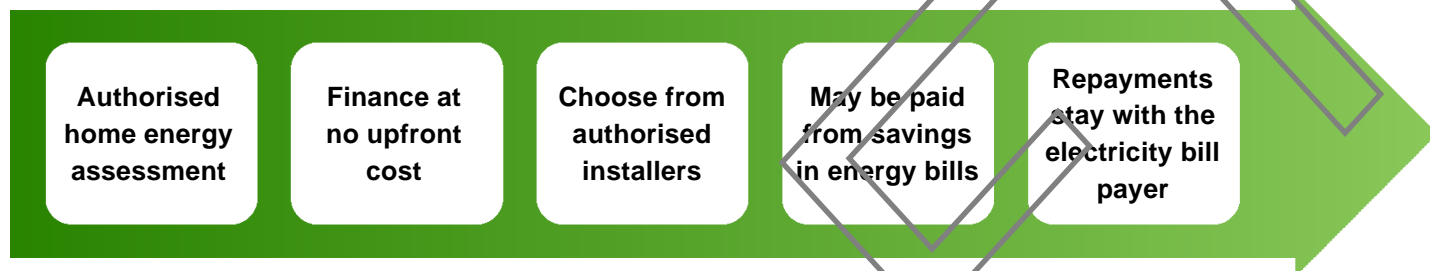 Authorised
home energy
assessment
Finance at
no upfront
cost
Choose from
authorised
installers
May be paid
from savings
in energy bills
Repayments
stay with the
electricity bill
payer